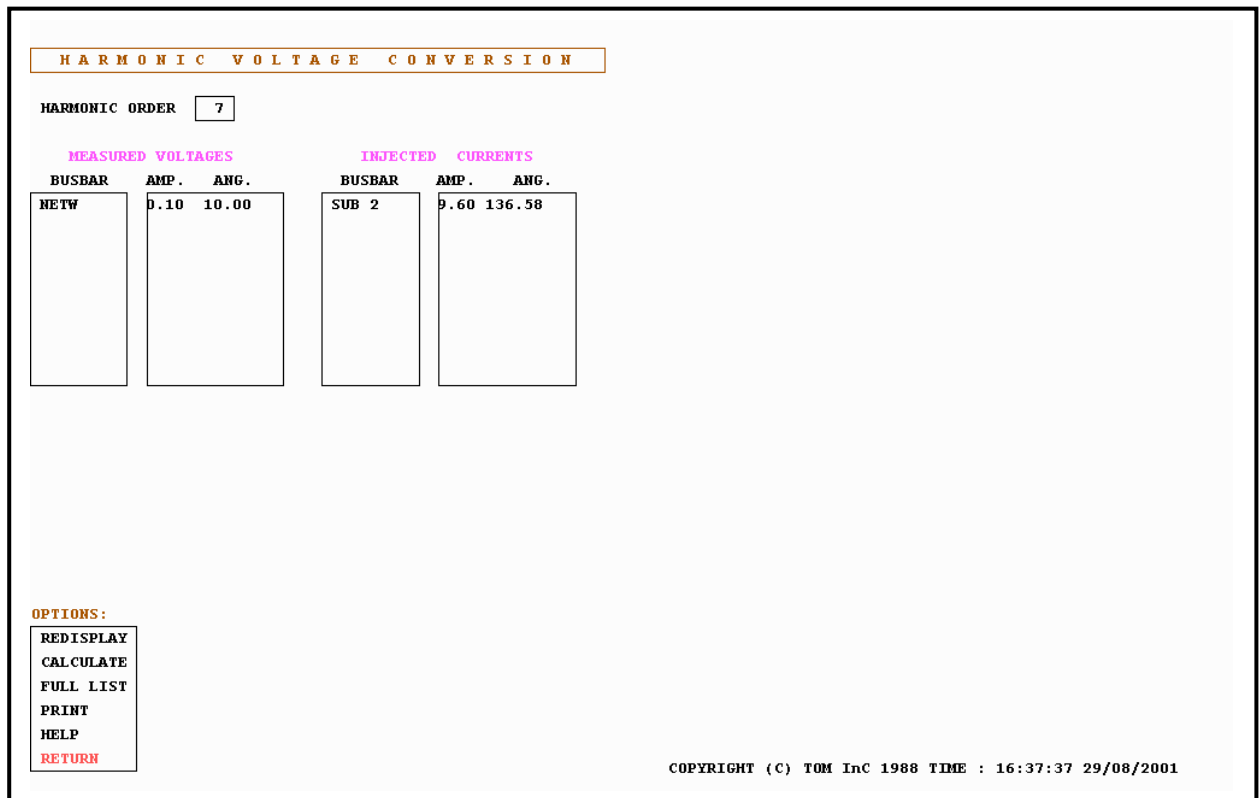 H A R M O N I C   V O L T A G E   C O N V E R S I O N
HARMONIC ORDER 7
MEASURED VOLTAGES INJECTED CURRENTS
BUSBAR AMP. ANG. BUSBAR AMP. ANG.
NETW 0.10 10.00 SUB 2 9.60 136.58
OPTIONS:
REDISPLAY
CALCULATE
FULL LIST
PRINT
HELP
RETURN
COPYRIGHT (C) TOM InC 1988 TIME : 16:37:37 29/08/2001